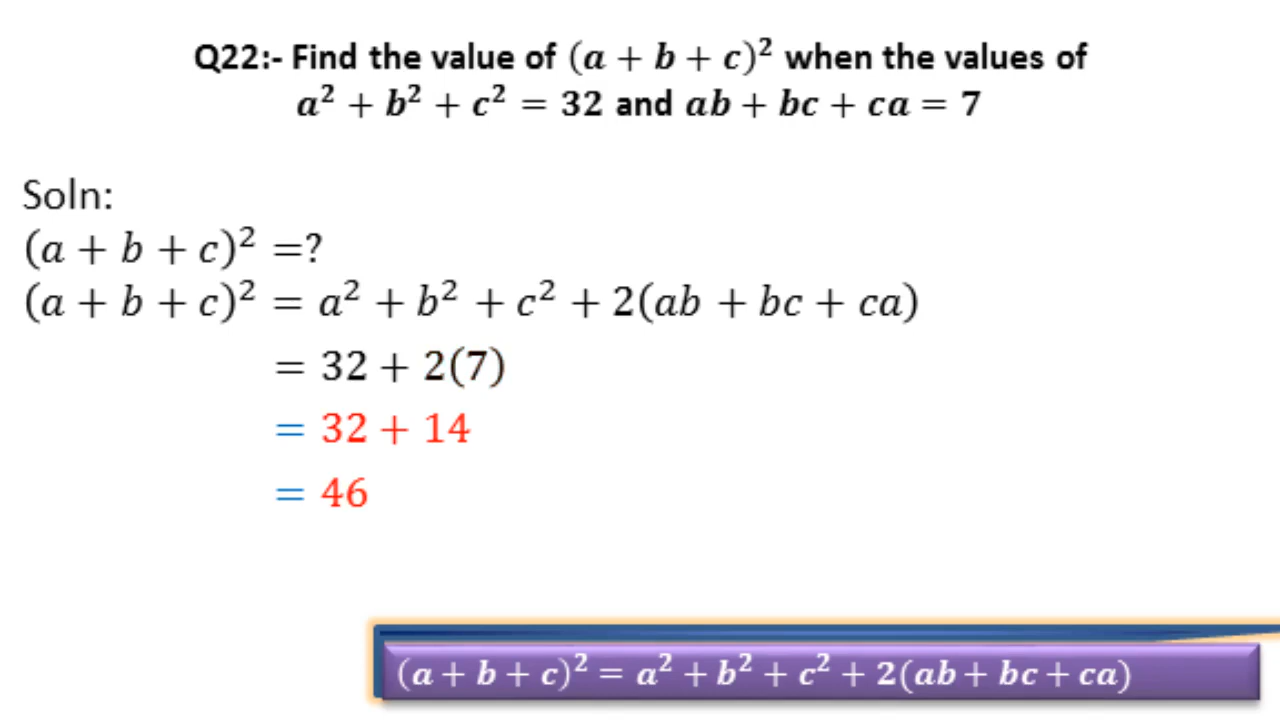 Q22:- Find the value of (a + b + c)² when the values of
a² + b² + c² = 32 and ab + bc + ca = 7
Soln:
(a + b + c)² =?
(a + b + c)² = a² + b² + c² + 2(ab + bc + ca)
= 32 + 2(7)
= 32 + 14
= 46
(a + b + c)² = a² + b² + c² + 2(ab + bc + ca)